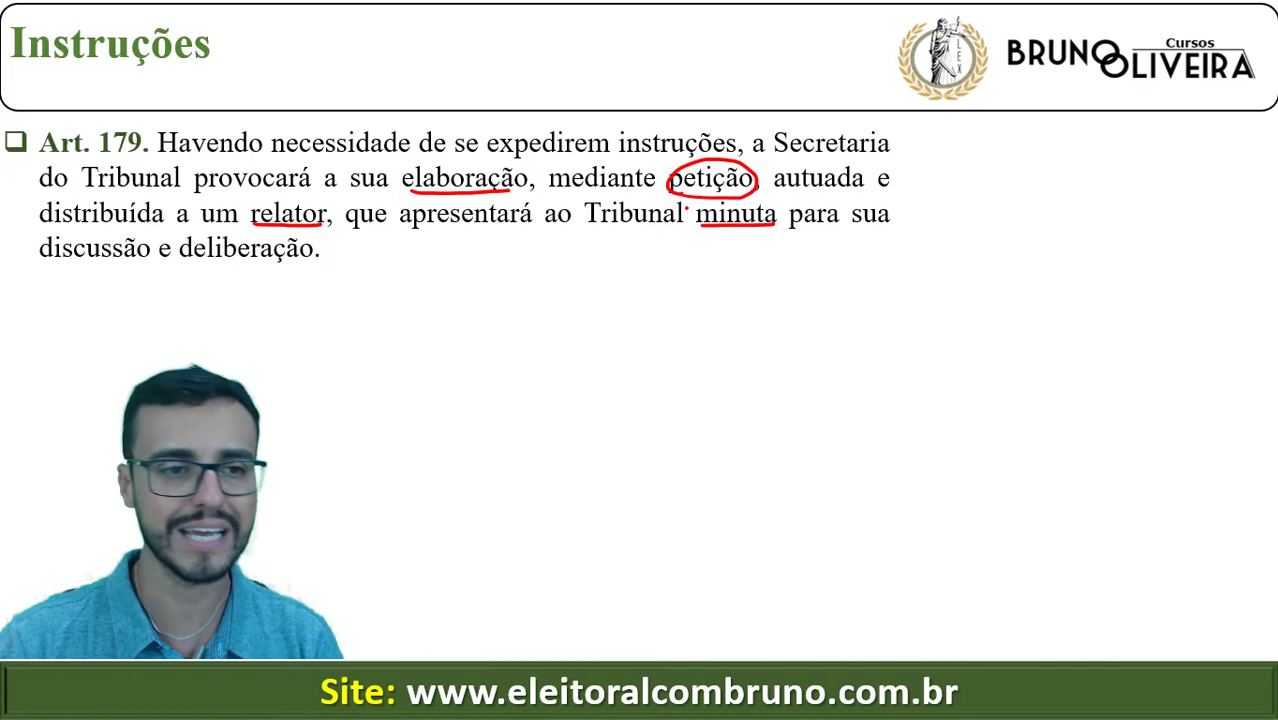 Instruções
LEX
Cursos
BRUNO
OLIVEIRA
Art. 179. Havendo necessidade de se expedirem instruções, a Secretaria
do Tribunal provocará a sua elaboração, mediante petição, autuada e
distribuída a um relator, que apresentará ao Tribunal minuta para sua
discussão e deliberação.
Site: www.eleitoralcombruno.com.br